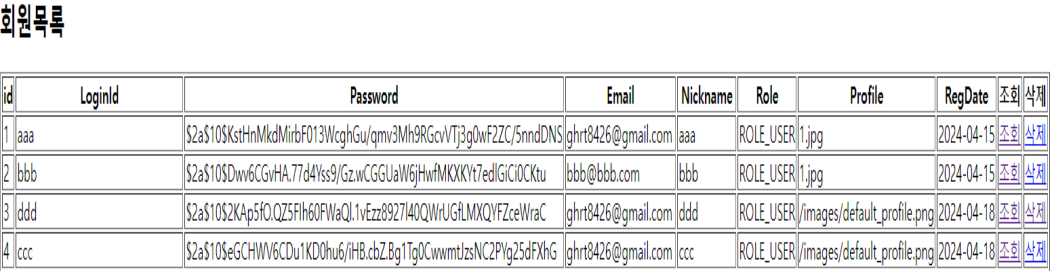 회원목록
id LoginId Password Email Nickname Role Profile RegDate 조회 삭제
1 aaa $2a$10$KstHnMkdMirbF013WcghGu/qmv3Mh9RGcvVTj3g0wF2ZC/5nndDNS ghrt8426@gmail.com aaa ROLE_USER 1.jpg 2024-04-15 조회 삭제
2 bbb $2a$10$Dwv6CGvHA.77d4Yss9/Gz.wCGGUaW6jHwfMKXKYt7edlGiCi0CKtu bbb@bbb.com bbb ROLE_USER 1.jpg 2024-04-15 조회 삭제
3 ddd $2a$10$2KAp5fO.QZ5Flh60FWaQl.1vEzz8927l40QWrUGfLMXQYFZceWraC ghrt8426@gmail.com ddd ROLE_USER /images/default_profile.png 2024-04-18 조회 삭제
4 ccc $2a$10$eGCHWV6CDu1KD0hu6/iHB.cbZ.Bg1Tg0CwwmtJzsNC2PYg25dFXhG ghrt8426@gmail.com ccc ROLE_USER /images/default_profile.png 2024-04-18 조회 삭제